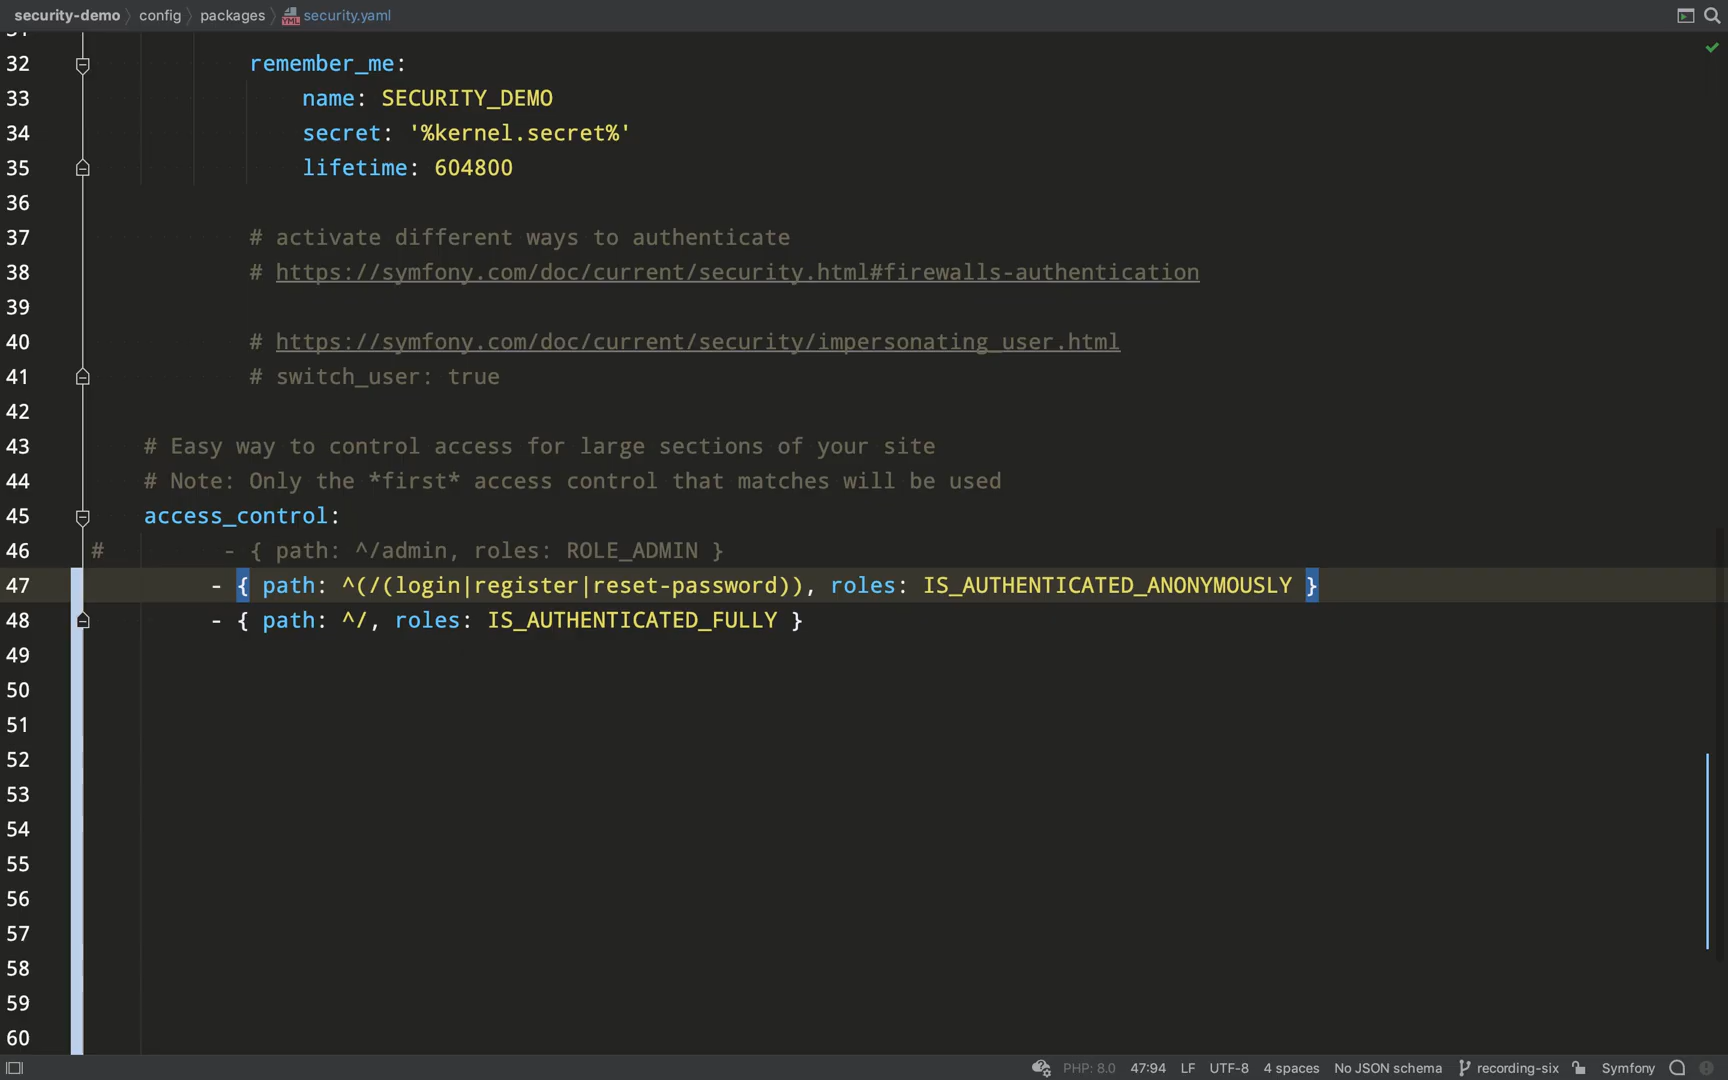 security-demo config packages security.yaml
31
32 remember_me:
33 name: SECURITY_DEMO
34 secret: '%kernel.secret%'
35 lifetime: 604800
36
37 # activate different ways to authenticate
38 # https://symfony.com/doc/current/security.html#firewalls-authentication
39
40 # https://symfony.com/doc/current/security/impersonating_user.html
41 # switch_user: true
42
43 # Easy way to control access for large sections of your site
44 # Note: Only the *first* access control that matches will be used
45 access_control:
46 # - { path: ^/admin, roles: ROLE_ADMIN }
47 - { path: ^(/(login|register|reset-password)), roles: IS_AUTHENTICATED_ANONYMOUSLY }
48 - { path: ^/, roles: IS_AUTHENTICATED_FULLY }
49
50
51
52
53
54
55
56
57
58
59
60
PHP: 8.0 47:94 LF UTF-8 4 spaces No JSON schema recording-six Symfony